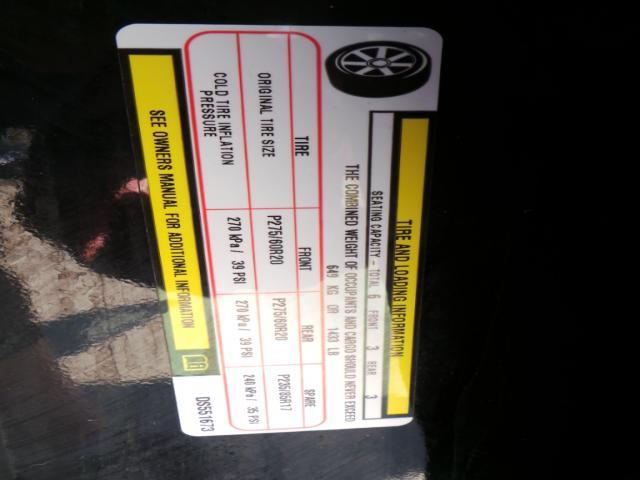 TIRE AND LOADING INFORMATION
SEATING CAPACITY - TOTAL 6 FRONT 3 REAR 3
THE COMBINED WEIGHT OF OCCUPANTS AND CARGO SHOULD NEVER EXCEED
649 KG OR 1433 LB
TIRE FRONT REAR SPARE
ORIGINAL TIRE SIZE P275/60R20 P275/60R20 P235/85R17
COLD TIRE INFLATION PRESSURE 270 kPa / 39 PSI 270 kPa / 39 PSI 240 kPa / 35 PSI
SEE OWNERS MANUAL FOR ADDITIONAL INFORMATION
DS551673